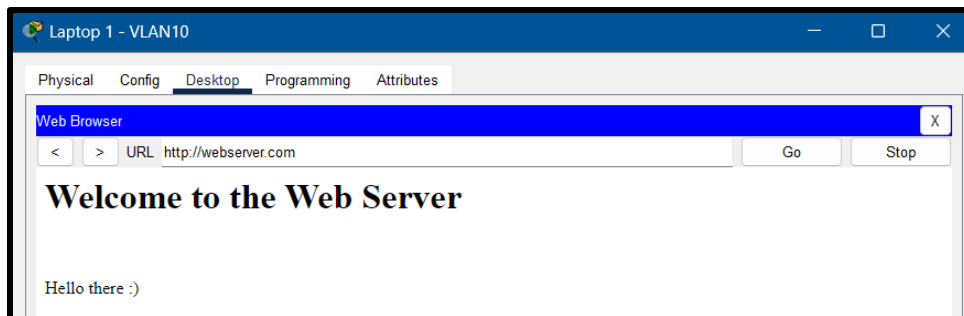 Laptop 1 - VLAN10
Physical Config Desktop Programming Attributes
Web Browser X
< > URL http://webserver.com Go Stop
Welcome to the Web Server
Hello there :)